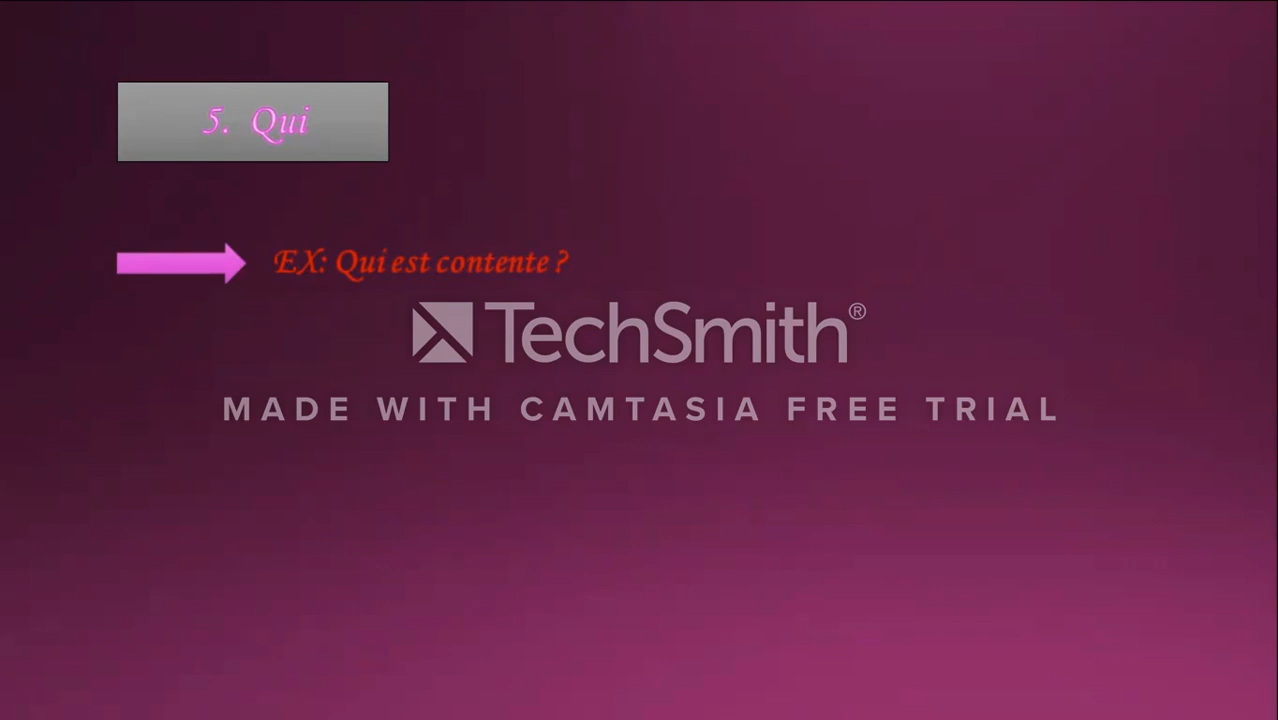 5. Qui
EX: Qui est contente ?
TechSmith®
MADE WITH CAMTASIA FREE TRIAL